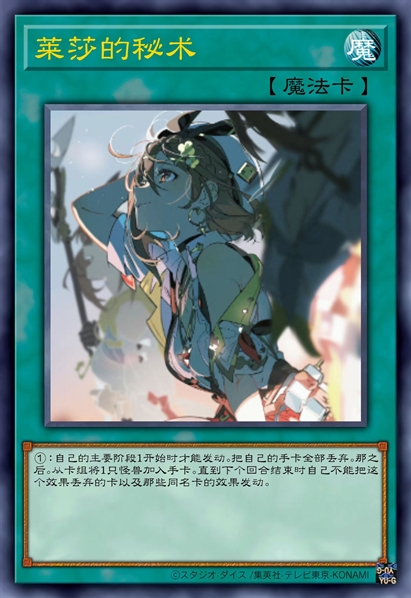 莱莎的秘术
魔
【魔法卡】
①:自己的主要阶段1开始时才能发动。把自己的手卡全部丢弃。那之
后。从卡组将1只怪兽加入手卡。直到下个回合结束时自己不能把这
个效果丢弃的卡以及那些同名卡的效果发动。
©スタジオ・ダイス /集英社・テレビ東京・KONAMI